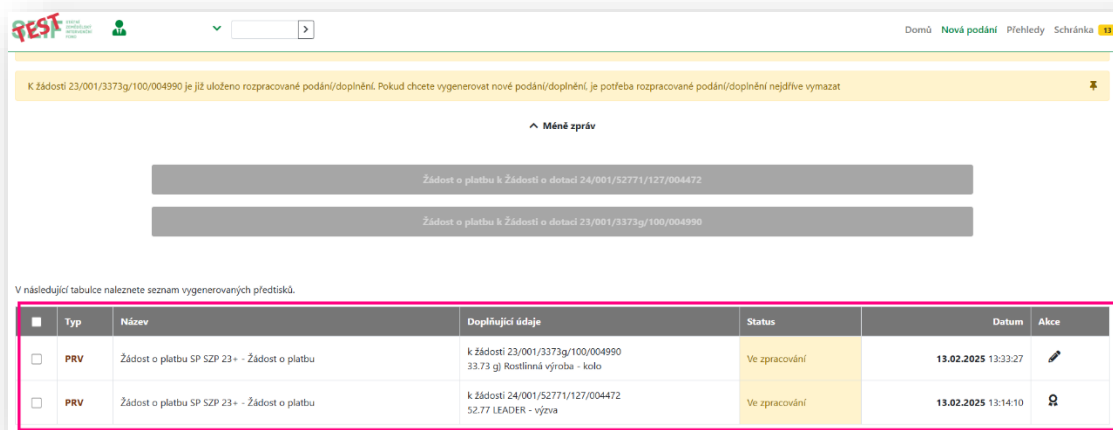 TEST
Domů Nová podání Přehledy Schránka 13
K žádosti 23/001/3373g/100/004990 je již uloženo rozpracované podání/doplnění. Pokud chcete vygenerovat nové podání/doplnění, je potřeba rozpracované podání/doplnění nejdříve vymazat
Méně zpráv
Žádost o platbu k Žádosti o dotaci 24/001/52771/127/004472
Žádost o platbu k Žádosti o dotaci 23/001/3373g/100/004990
V následující tabulce naleznete seznam vygenerovaných předtisků.
Typ Název Doplňující údaje Status Datum Akce
PRV Žádost o platbu SP SZP 23+ - Žádost o platbu k žádosti 23/001/3373g/100/004990 Ve zpracování 13.02.2025 13:33:27
33.73 g) Rostlinná výroba - kolo
PRV Žádost o platbu SP SZP 23+ - Žádost o platbu k žádosti 24/001/52771/127/004472 Ve zpracování 13.02.2025 13:14:10
52.77 LEADER - výzva